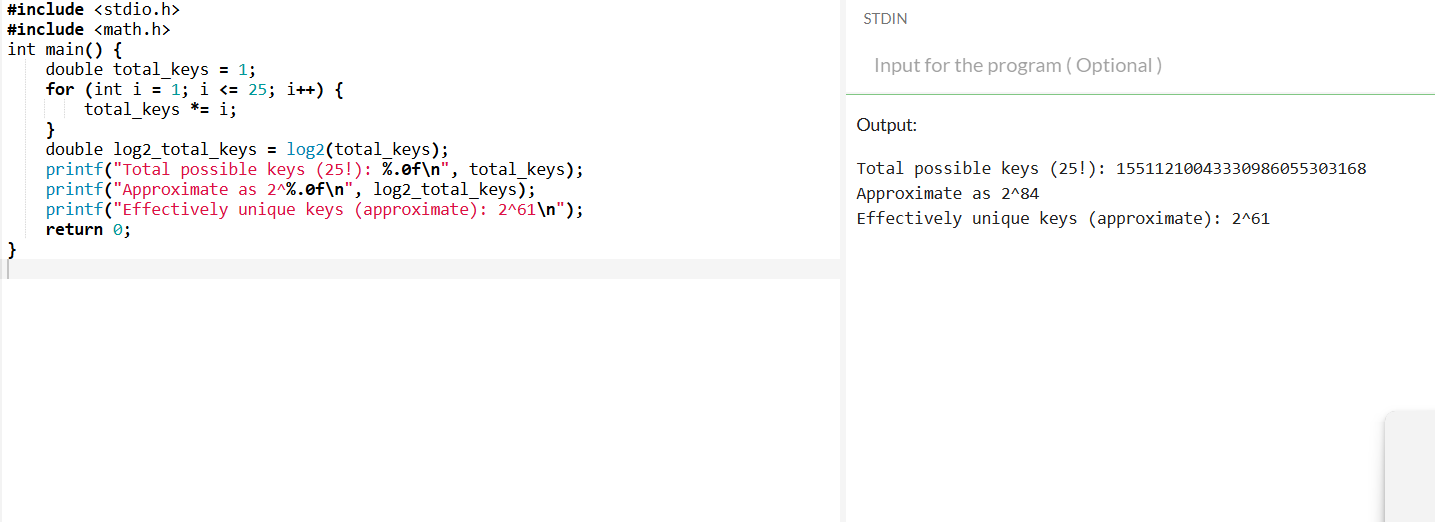 #include <stdio.h>
#include <math.h>
int main() {
    double total_keys = 1;
    for (int i = 1; i <= 25; i++) {
        total_keys *= i;
    }
    double log2_total_keys = log2(total_keys);
    printf("Total possible keys (25!): %.0f\n", total_keys);
    printf("Approximate as 2^%.0f\n", log2_total_keys);
    printf("Effectively unique keys (approximate): 2^61\n");
    return 0;
}
STDIN
Input for the program ( Optional )
Output:
Total possible keys (25!): 15511210043330986055303168
Approximate as 2^84
Effectively unique keys (approximate): 2^61